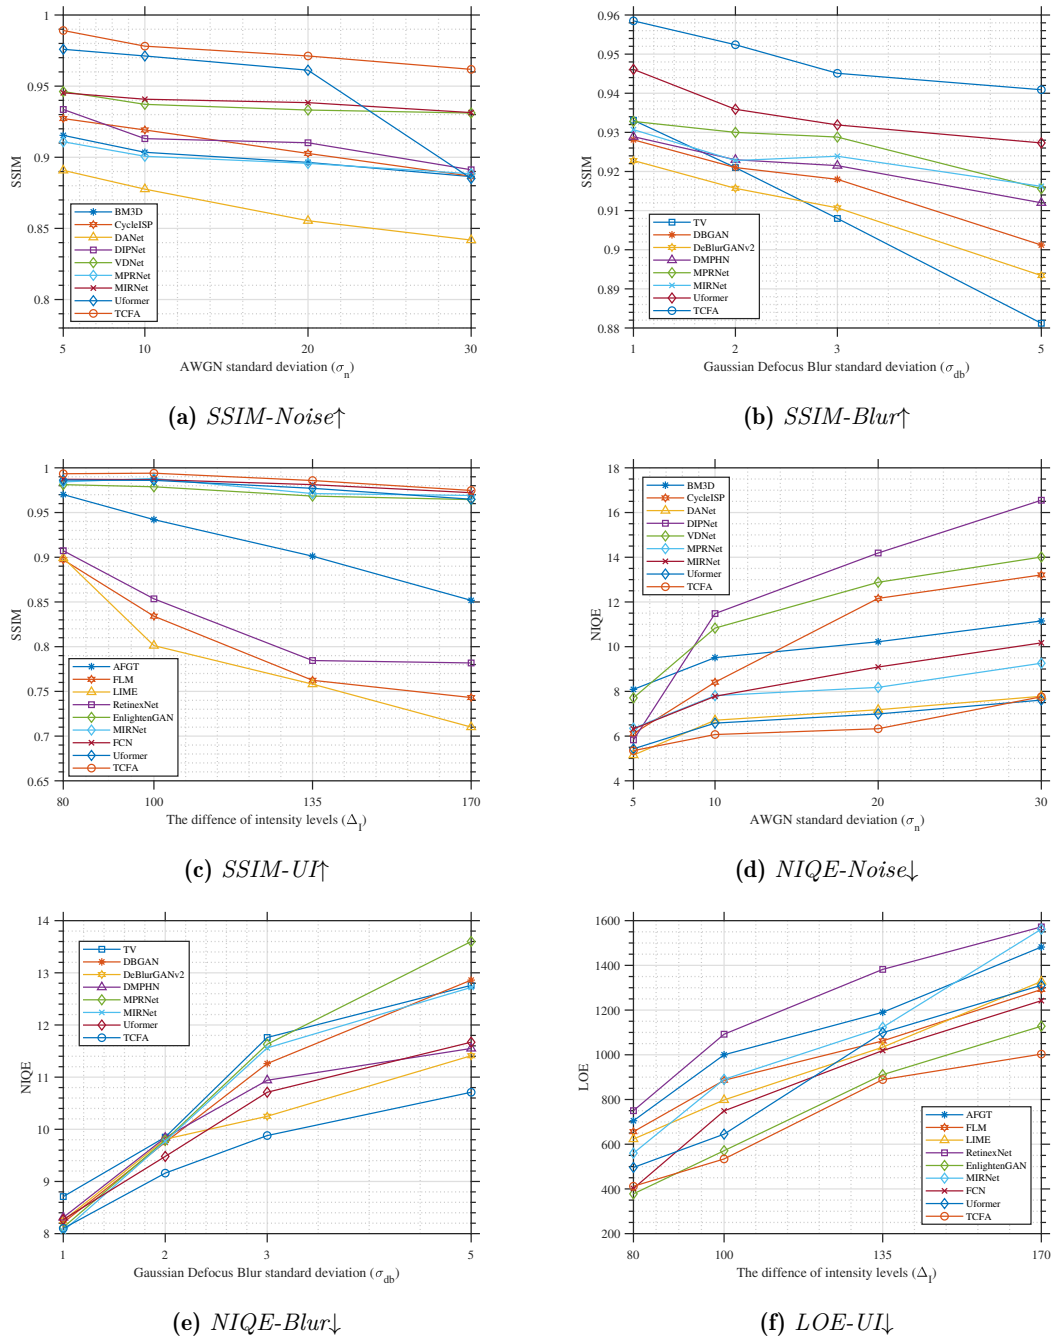 1
0.95
0.9
0.85
0.8
SSIM
BM3D
CycleISP
DANet
DIPNet
VDNet
MPRNet
MIRNet
Uformer
TCFA
5 10 20 30
AWGN standard deviation (σn)
(a) SSIM-Noise↑
0.96
0.95
0.94
0.93
0.92
0.91
0.9
0.89
0.88
SSIM
TV
DBGAN
DeBlurGANv2
DMPHN
MPRNet
MIRNet
Uformer
TCFA
1 2 3 5
Gaussian Defocus Blur standard deviation (σdb)
(b) SSIM-Blur↑
1
0.95
0.9
0.85
0.8
0.75
0.7
0.65
SSIM
AFGT
FLM
LIME
RetinexNet
EnlightenGAN
MIRNet
FCN
Uformer
TCFA
80 100 135 170
The diffence of intensity levels (ΔI)
(c) SSIM-UI↑
18
16
14
12
10
8
6
4
NIQE
BM3D
CycleISP
DANet
DIPNet
VDNet
MPRNet
MIRNet
Uformer
TCFA
5 10 20 30
AWGN standard deviation (σn)
(d) NIQE-Noise↓
14
13
12
11
10
9
8
NIQE
TV
DBGAN
DeBlurGANv2
DMPHN
MPRNet
MIRNet
Uformer
TCFA
1 2 3 5
Gaussian Defocus Blur standard deviation (σdb)
(e) NIQE-Blur↓
1600
1400
1200
1000
800
600
400
200
LOE
AFGT
FLM
LIME
RetinexNet
EnlightenGAN
MIRNet
FCN
Uformer
TCFA
80 100 135 170
The diffence of intensity levels (ΔI)
(f) LOE-UI↓